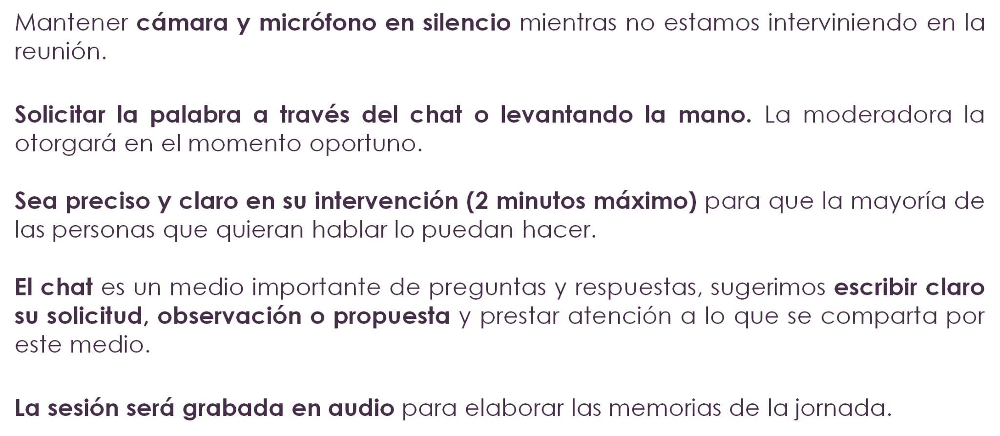 Mantener cámara y micrófono en silencio mientras no estamos interviniendo en la
reunión.
Solicitar la palabra a través del chat o levantando la mano. La moderadora la
otorgará en el momento oportuno.
Sea preciso y claro en su intervención (2 minutos máximo) para que la mayoría de
las personas que quieran hablar lo puedan hacer.
El chat es un medio importante de preguntas y respuestas, sugerimos escribir claro
su solicitud, observación o propuesta y prestar atención a lo que se comparta por
este medio.
La sesión será grabada en audio para elaborar las memorias de la jornada.